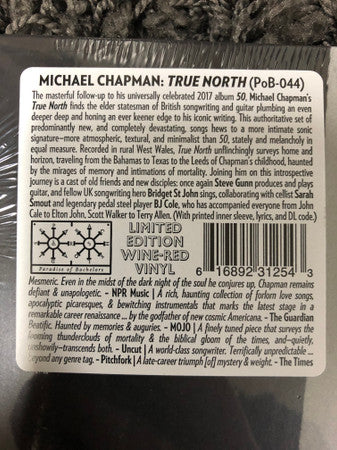 MICHAEL CHAPMAN: TRUE NORTH (PoB-044)
The masterful follow-up to his universally celebrated 2017 album 50, Michael Chapman's
True North finds the elder statesman of British songwriting and guitar plumbing an even
deeper deep and honing an ever keener edge to his iconic writing. This authoritative set of
predominantly new, and completely devastating, songs hews to a more intimate sonic
signature–more atmospheric, textural, and minimalist than 50, stately and melancholy in
equal measure. Recorded in rural West Wales, True North unflinchingly surveys home and
horizon, traveling from the Bahamas to Texas to the Leeds of Chapman's childhood, haunted
by the mirages of memory and intimations of mortality. Joining him on this introspective
journey is a cast of old friends and new disciples: once again Steve Gunn produces and plays
guitar, and fellow UK songwriting hero Bridget St John sings, collaborating with cellist Sarah
Smout and legendary pedal steel player BJ Cole, who has accompanied everyone from John
Cale to Elton John, Scott Walker to Terry Allen. (With printed inner sleeve, lyrics, and DL code.)
Paradise of Bachelors
LIMITED
EDITION
WINE-RED
VINYL
6 16892 31254 3
Mesmeric. Even in the midst of the dark night of the soul he conjures up, Chapman remains
defiant & unapologetic. – NPR Music | A rich, haunting collection of forlorn love songs,
apocalyptic picaresques, & bewitching instrumentals that marks the latest stage in a
remarkable career renaissance ... by the godfather of new cosmic Americana. – The Guardian
Beatific. Haunted by memories & auguries. – MOJO | A finely tuned piece that surveys the
looming thunderclouds of mortality & the biblical gloom of the times, and–quietly,
unshowily–transcends both. – Uncut | A world-class songwriter. Terrifically unpredictable ...
beyond any genre tag. – Pitchfork | A late-career triumph [of] mystery & weight. – The Times